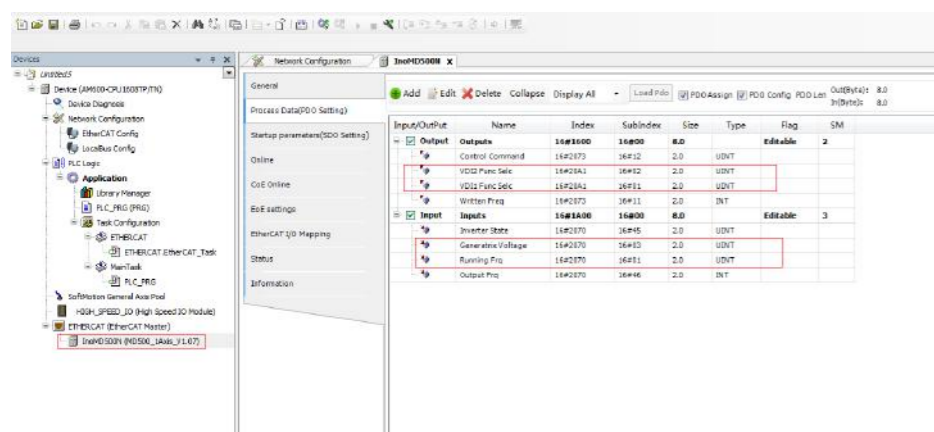 Devices
Untitled5
Device (AM600-CPU1608TP/TN)
Device Diagnosis
Network Configuration
EtherCAT Config
LocalBus Config
PLC Logic
Application
Library Manager
PLC_PRG (PRG)
Task Configuration
ETHERCAT
ETHERCAT.EtherCAT_Task
MainTask
PLC_PRG
SoftMotion General Axis Pool
HIGH_SPEED_IO (High Speed IO Module)
ETHERCAT (EtherCAT Master)
InoMD500N (MD500_1Axis_V1.07)
Network Configuration InoMD500N x
General
Process Data(PDO Setting)
Startup parameters(SDO Setting)
Online
CoE Online
EoE settings
EtherCAT I/O Mapping
Status
Information
Add Edit Delete Collapse Display All Load Pdo PDO Assign PDO Config PDO Len Out(Byte): 8.0
In(Byte): 8.0
Input/OutPut Name Index Subindex Size Type Flag SM
Output Outputs 16#1600 16#00 8.0 Editable 2
Control Command 16#2073 16#12 2.0 UINT
VDI2 Func Selc 16#20A1 16#02 2.0 UINT
VDI1 Func Selc 16#20A1 16#01 2.0 UINT
Written Freq 16#2073 16#11 2.0 INT
Input Inputs 16#1A00 16#00 8.0 Editable 3
Inverter State 16#2070 16#45 2.0 UINT
Generatrix Voltage 16#2070 16#03 2.0 UINT
Running Frq 16#2070 16#01 2.0 UINT
Output Frq 16#2070 16#46 2.0 INT